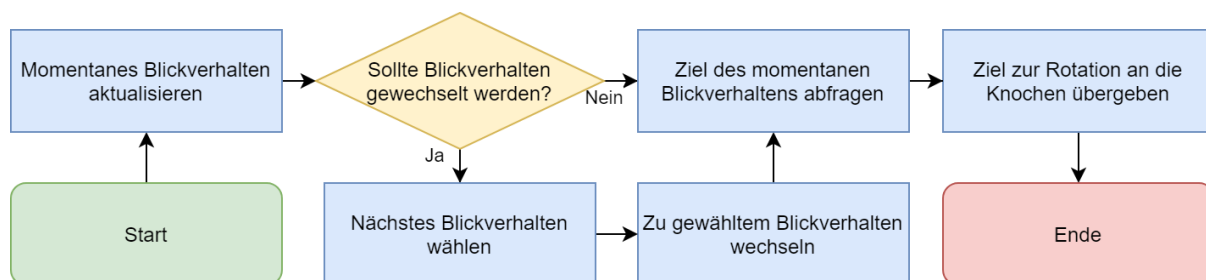 Momentanes Blickverhalten
aktualisieren
Sollte Blickverhalten
gewechselt werden?
Nein
Ziel des momentanen
Blickverhaltens abfragen
Ziel zur Rotation an die
Knochen übergeben
Ja
Start
Nächstes Blickverhalten
wählen
Zu gewähltem Blickverhalten
wechseln
Ende